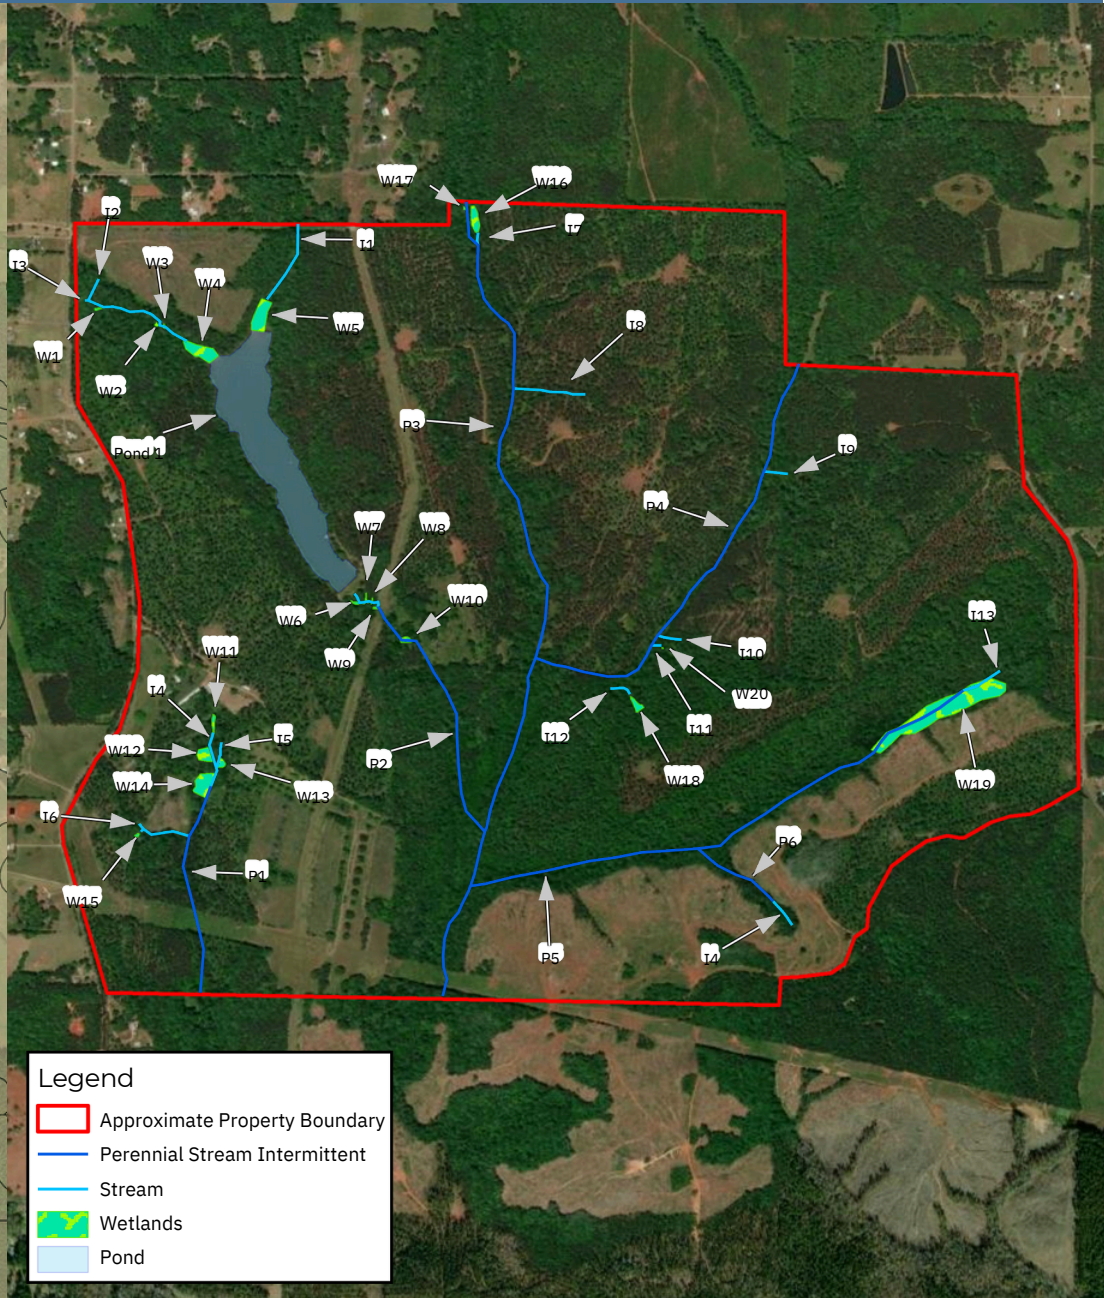 W17
W16
I2
I7
I1
I3
W3
W4
W5
I8
W1
W2
P3
Pond 1
I9
P4
W7
W8
W10
W6
I13
W9
I10
W11
I4
W20
I5
I11
W12
I12
P2
W14
W13
W18
W19
I6
P6
P1
W15
P5
I4
Legend
Approximate Property Boundary
Perennial Stream Intermittent
Stream
Wetlands
Pond